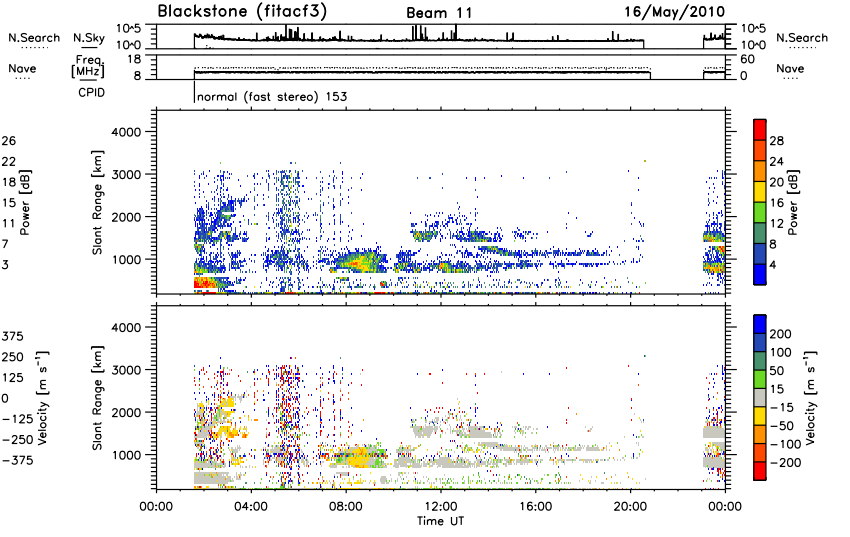 Blackstone (fitacf3) Beam 11 16/May/2010
N.Search N.Sky 10^5 10^5 N.Search
10^0 10^0
Nave Freq. [MHz] 18 60 Nave
8 0
CPID normal (fast stereo) 153
Power [dB] 26 22 18 15 11 7 3
Slant Range [km] 4000 3000 2000 1000
Power [dB] 28 24 20 16 12 8 4
Velocity [m s⁻¹] 375 250 125 0 −125 −250 −375
Slant Range [km] 4000 3000 2000 1000
Velocity [m s⁻¹] 200 100 50 15 −15 −50 −100 −200
00:00 04:00 08:00 12:00 16:00 20:00 00:00
Time UT